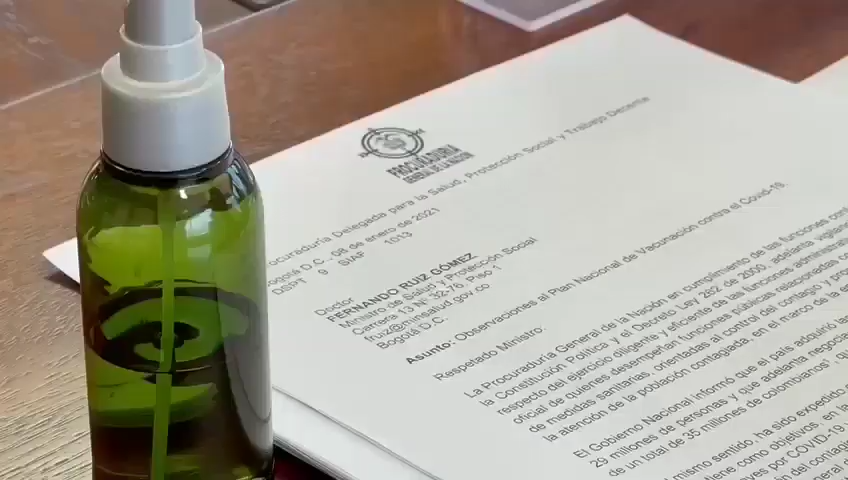 PROCURADURIA
GENERAL DE LA NACION
Procuraduría Delegada para la Salud, Protección Social y Trabajo Decente
Bogotá D.C., 08 de enero de 2021
DSPT 9 SIAF 1013
Doctor
FERNANDO RUIZ GÓMEZ
Ministro de Salud y Protección Social
Carrera 13 N. 32-76, Piso 1
fruiz@minsalud.gov.co
Bogotá D.C.
Asunto: Observaciones al Plan Nacional de Vacunación contra el Covid-19.
Respetado Ministro:
La Procuraduría General de la Nación en cumplimiento de las funciones
la Constitución Política y el Decreto Ley 262 de 2000, adelanta
respecto del ejercicio diligente y eficiente de las funciones
oficial de quienes desempeñan funciones públicas relacionadas
de medidas sanitarias, orientadas al control del contagio y
la atención de la población contagiada, en el marco de la
El Gobierno Nacional informó que el país adquirió
29 millones de personas y que adelanta
de un total de 35 millones de colombianos
mismo sentido, ha sido expedido
tiene como objetivos: en
por COVID-19
del